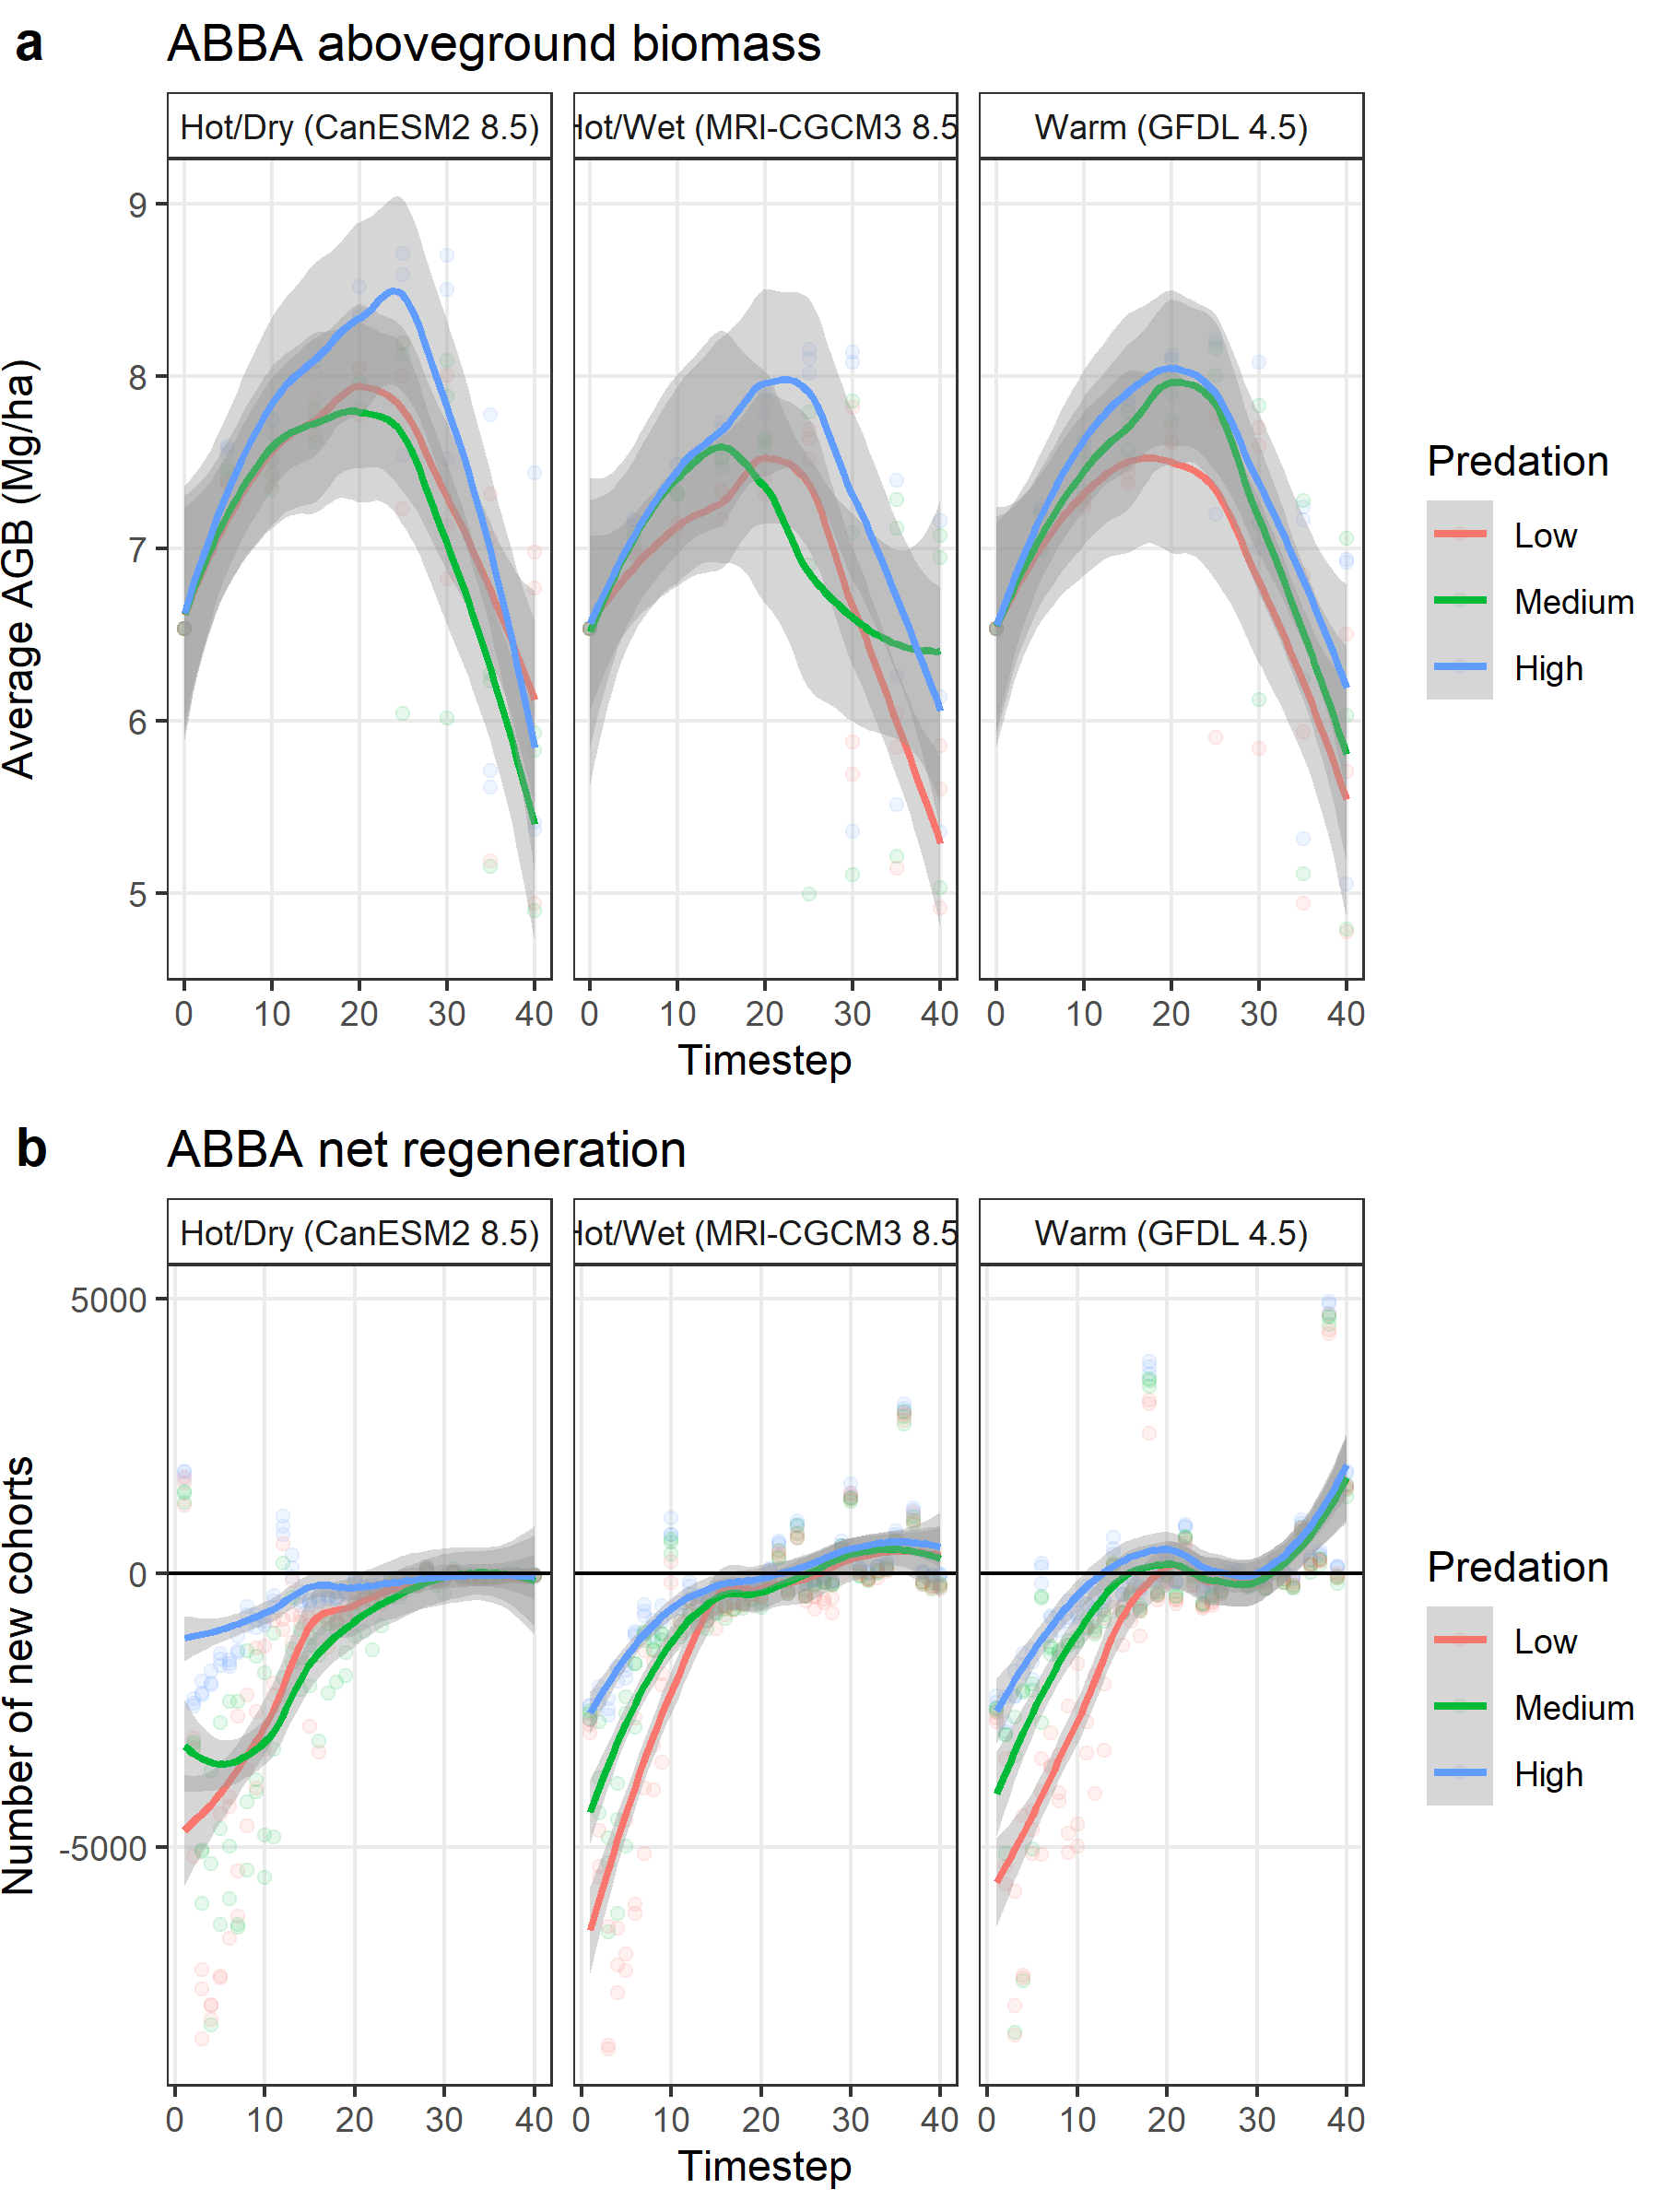 a ABBA aboveground biomass
Hot/Dry (CanESM2 8.5) Hot/Wet (MRI-CGCM3 8.5 Warm (GFDL 4.5)
Average AGB (Mg/ha)
9
8
7
6
5
0 10 20 30 40 0 10 20 30 40 0 10 20 30 40
Timestep
Predation
Low
Medium
High
b ABBA net regeneration
Hot/Dry (CanESM2 8.5) Hot/Wet (MRI-CGCM3 8.5 Warm (GFDL 4.5)
Number of new cohorts
5000
0
-5000
0 10 20 30 40 0 10 20 30 40 0 10 20 30 40
Timestep
Predation
Low
Medium
High